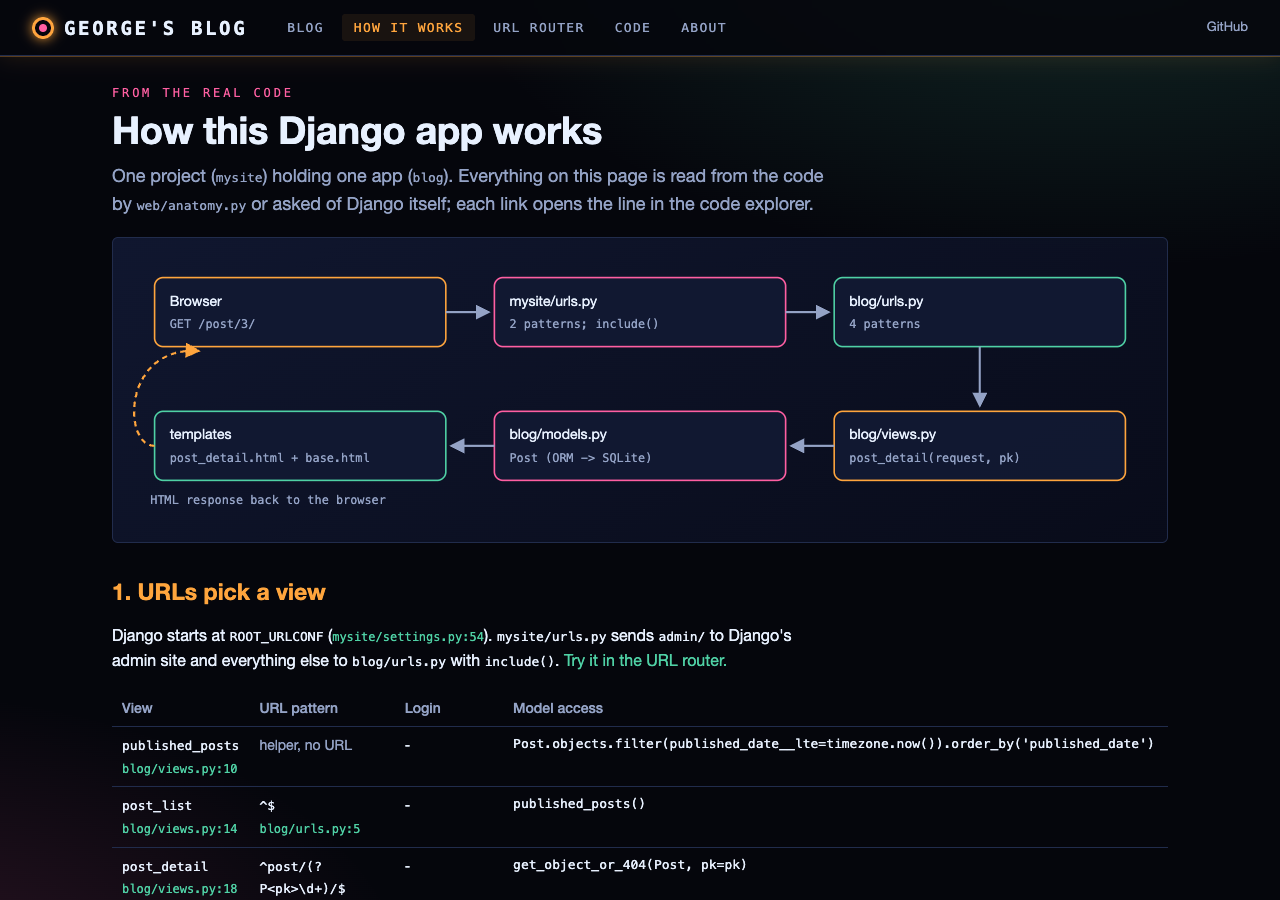 GEORGE'S BLOG
BLOG
HOW IT WORKS
URL ROUTER
CODE
ABOUT
GitHub
FROM THE REAL CODE
How this Django app works
One project (mysite) holding one app (blog). Everything on this page is read from the code
by web/anatomy.py or asked of Django itself; each link opens the line in the code explorer.
Browser
GET /post/3/
mysite/urls.py
2 patterns; include()
blog/urls.py
4 patterns
templates
post_detail.html + base.html
blog/models.py
Post (ORM -> SQLite)
blog/views.py
post_detail(request, pk)
HTML response back to the browser
1. URLs pick a view
Django starts at ROOT_URLCONF (mysite/settings.py:54). mysite/urls.py sends admin/ to Django's
admin site and everything else to blog/urls.py with include(). Try it in the URL router.
View URL pattern Login Model access
published_posts helper, no URL - Post.objects.filter(published_date__lte=timezone.now()).order_by('published_date')
blog/views.py:10
post_list ^$ - published_posts()
blog/views.py:14 blog/urls.py:5
post_detail ^post/(? - get_object_or_404(Post, pk=pk)
blog/views.py:18 P<pk>\d+)/$